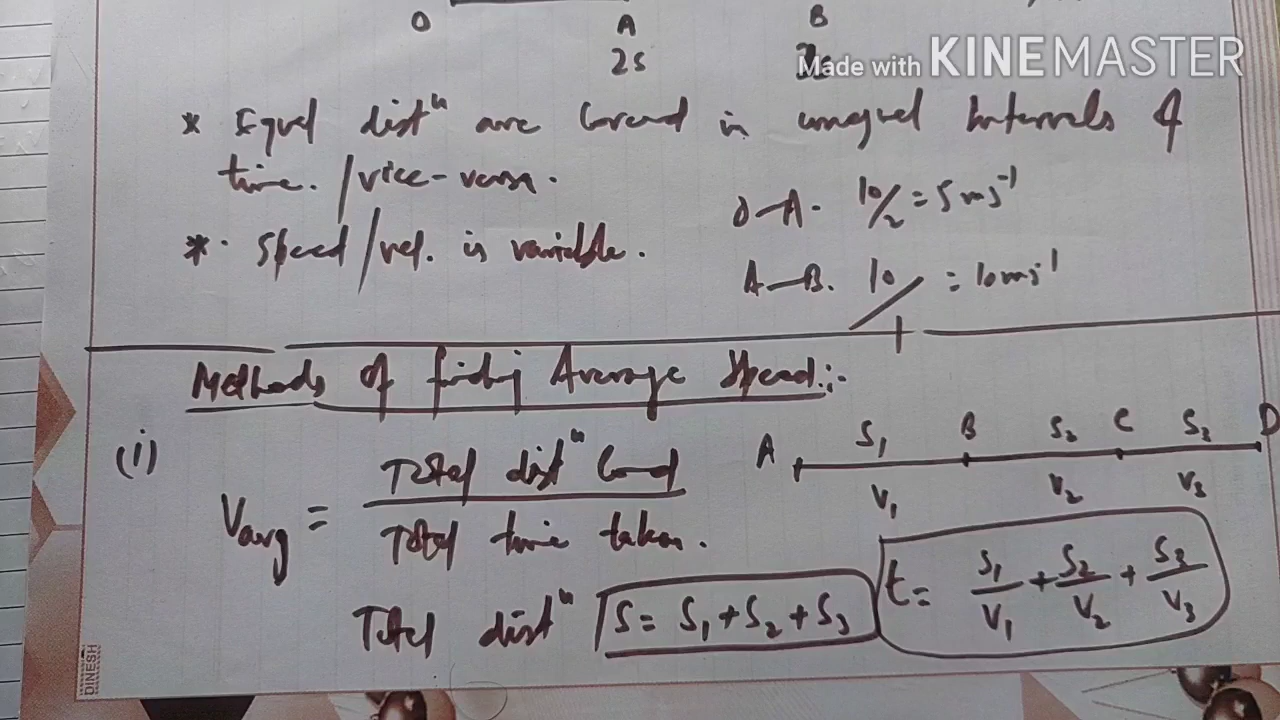 O A B
2s
Made with KINEMASTER
* Equal distⁿ are covered in unequal Intervals of
time. /vice-versa.
O—A. 10/2 = 5 ms⁻¹
*. Speed/vel. is variable.
A—B. 10/1 = 10 ms⁻¹
Methods of finding Average Speed:-
(i)
A S₁ B S₂ C S₃ D
V₁ V₂ V₃
Vavg = Total distⁿ Covered / Total time taken.
t = S₁/V₁ + S₂/V₂ + S₃/V₃
Total distⁿ S = S₁ + S₂ + S₃
DINESH